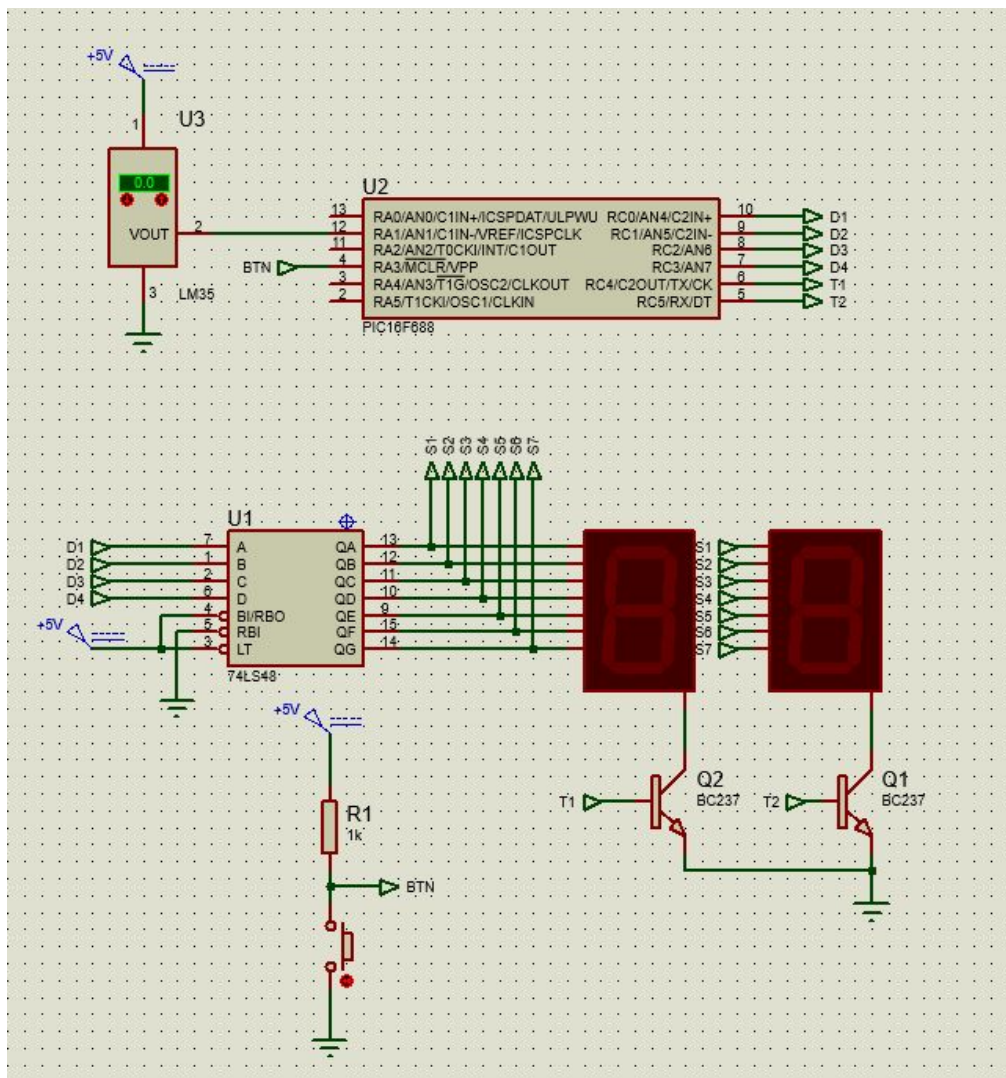 +5V
1
U3
0.0
VOUT
2
3
LM35
U2
13 RA0/AN0/C1IN+/ICSPDAT/ULPWU RC0/AN4/C2IN+ 10 D1
12 RA1/AN1/C1IN-/VREF/ICSPCLK RC1/AN5/C2IN- 9 D2
11 RA2/AN2/T0CKI/INT/C1OUT RC2/AN6 8 D3
BTN 4 RA3/MCLR/VPP RC3/AN7 7 D4
3 RA4/AN3/T1G/OSC2/CLKOUT RC4/C2OUT/TX/CK 6 T1
2 RA5/T1CKI/OSC1/CLKIN RC5/RX/DT 5 T2
PIC16F688
S1 S2 S3 S4 S5 S6 S7
U1
D1 7 A QA 13 S1
D2 1 B QB 12 S2
D3 2 C QC 11 S3
D4 6 D QD 10 S4
4 BI/RBO QE 9 S5
+5V 5 RBI QF 15 S6
3 LT QG 14 S7
74LS48
+5V
R1
1k
BTN
T1
Q2
BC237
T2
Q1
BC237